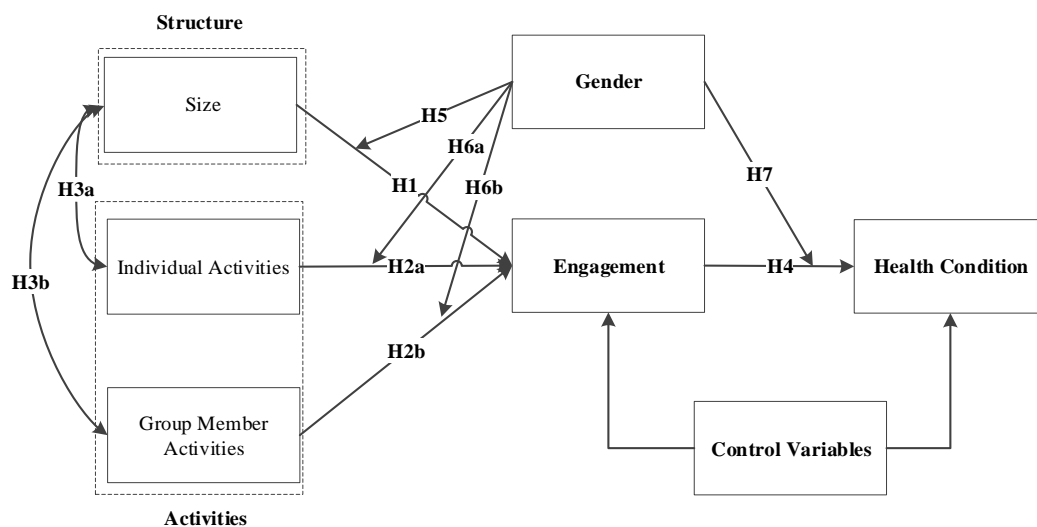 Structure
Size
Gender
H5
H6a
H1
H6b
H7
H3a
H3b
Individual Activities
H2a
Engagement
H4
Health Condition
H2b
Group Member
Activities
Control Variables
Activities